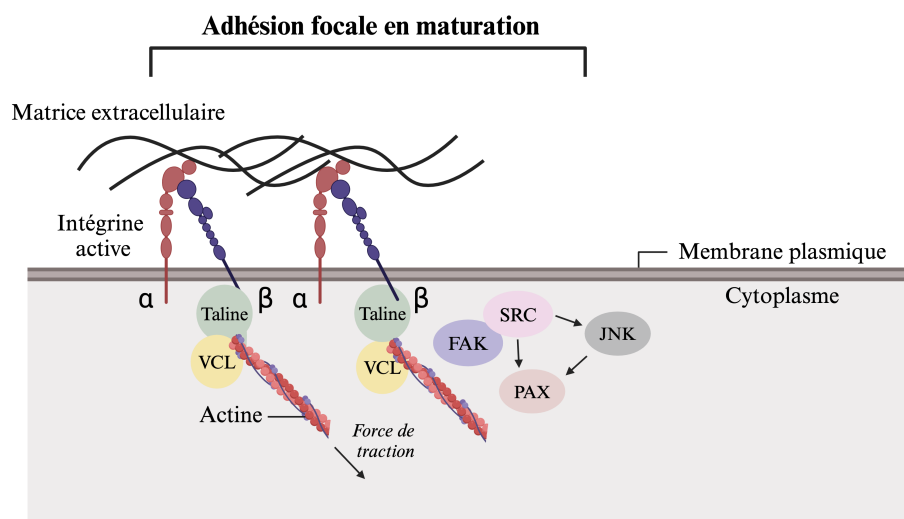 Adhésion focale en maturation
Matrice extracellulaire
Intégrine
active
Membrane plasmique
Cytoplasme
α
β
α
β
Taline
Taline
SRC
FAK
JNK
VCL
VCL
PAX
Actine
Force de
traction